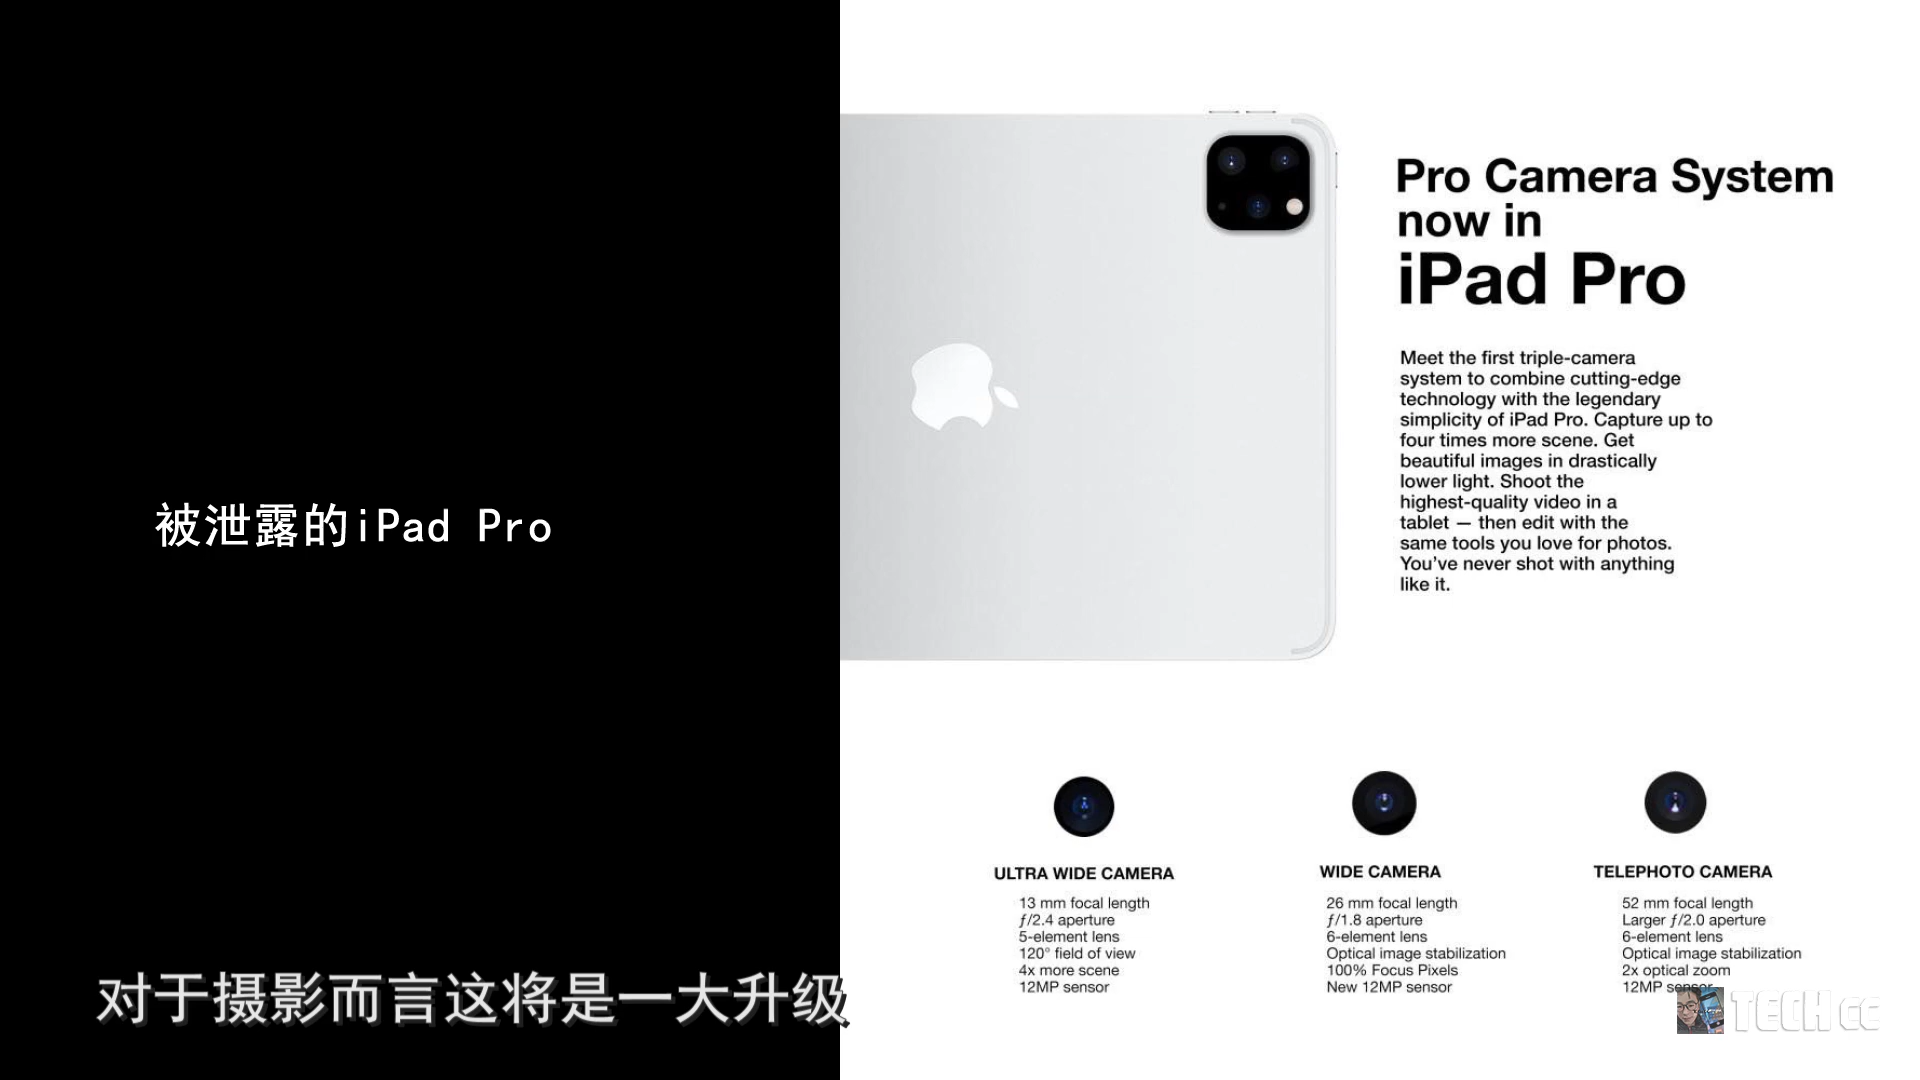 被泄露的iPad Pro
对于摄影而言这将是一大升级
Pro Camera System
now in
iPad Pro
Meet the first triple-camera
system to combine cutting-edge
technology with the legendary
simplicity of iPad Pro. Capture up to
four times more scene. Get
beautiful images in drastically
lower light. Shoot the
highest-quality video in a
tablet — then edit with the
same tools you love for photos.
You’ve never shot with anything
like it.
ULTRA WIDE CAMERA
13 mm focal length
ƒ/2.4 aperture
5-element lens
120° field of view
4x more scene
12MP sensor
WIDE CAMERA
26 mm focal length
ƒ/1.8 aperture
6-element lens
Optical image stabilization
100% Focus Pixels
New 12MP sensor
TELEPHOTO CAMERA
52 mm focal length
Larger ƒ/2.0 aperture
6-element lens
Optical image stabilization
2x optical zoom
12MP sensor
TECH CC